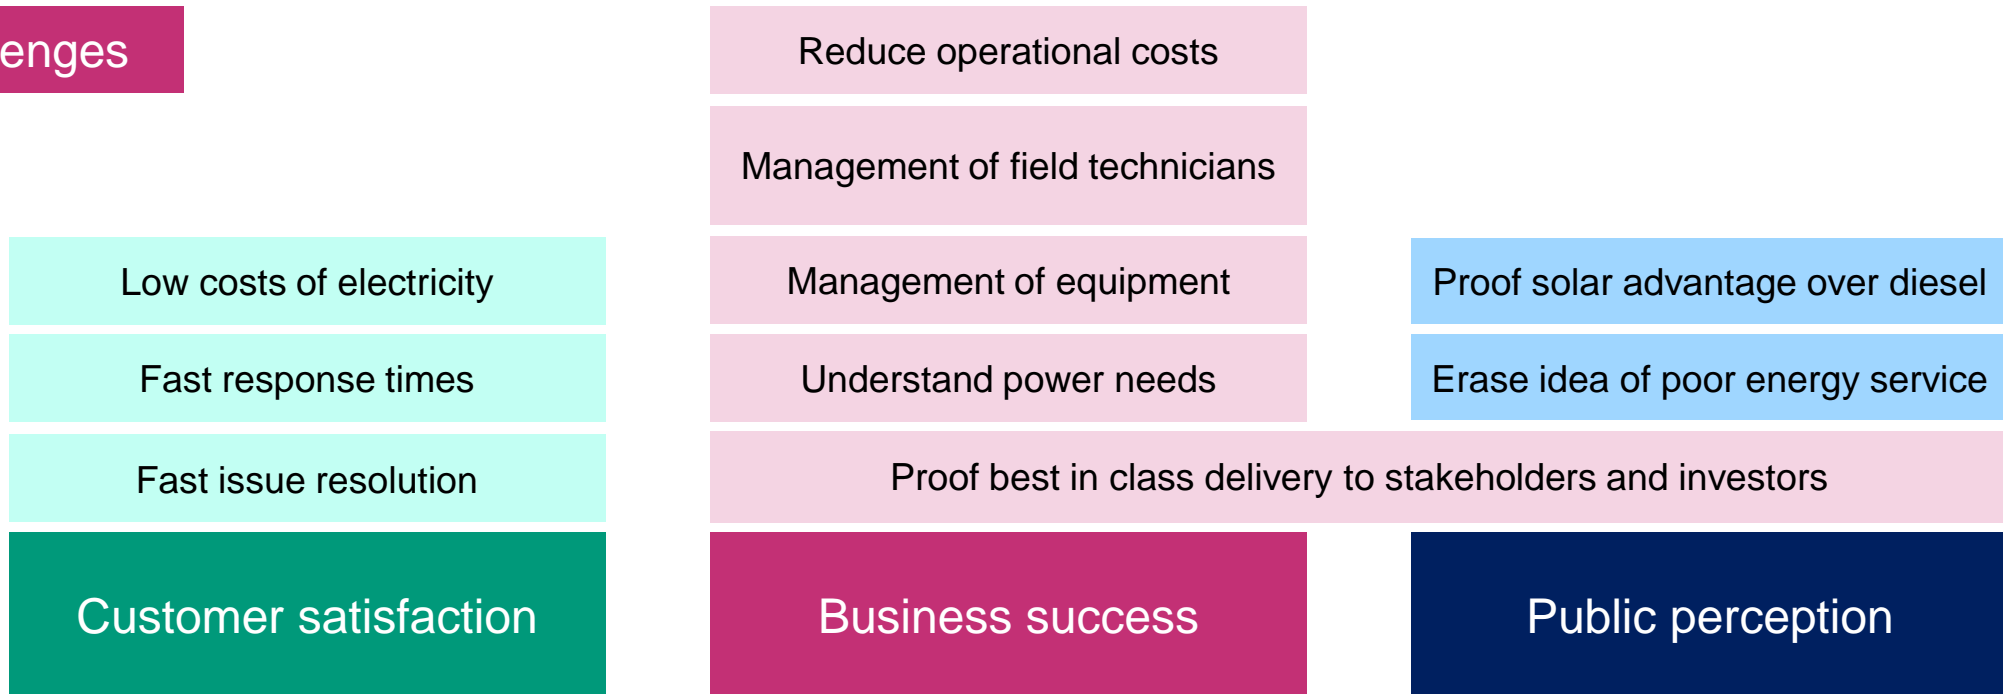 enges
Reduce operational costs
Management of field technicians
Low costs of electricity
Management of equipment
Proof solar advantage over diesel
Fast response times
Understand power needs
Erase idea of poor energy service
Fast issue resolution
Proof best in class delivery to stakeholders and investors
Customer satisfaction
Business success
Public perception